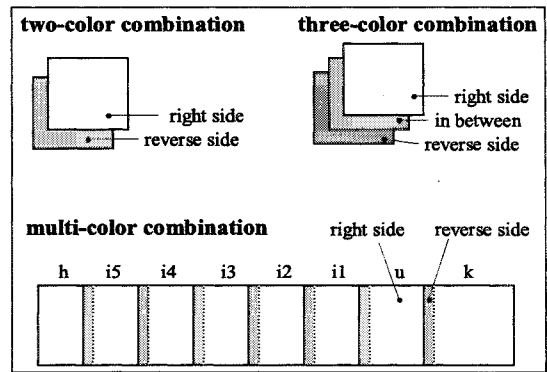 two-color combination
right side
reverse side
three-color combination
right side
in between
reverse side
multi-color combination
right side
reverse side
h i5 i4 i3 i2 i1 u k